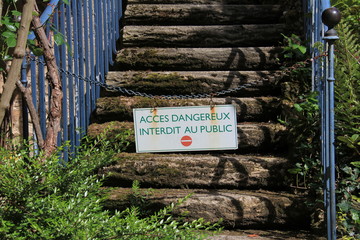 ACCES DANGEREUX
INTERDIT AU PUBLIC